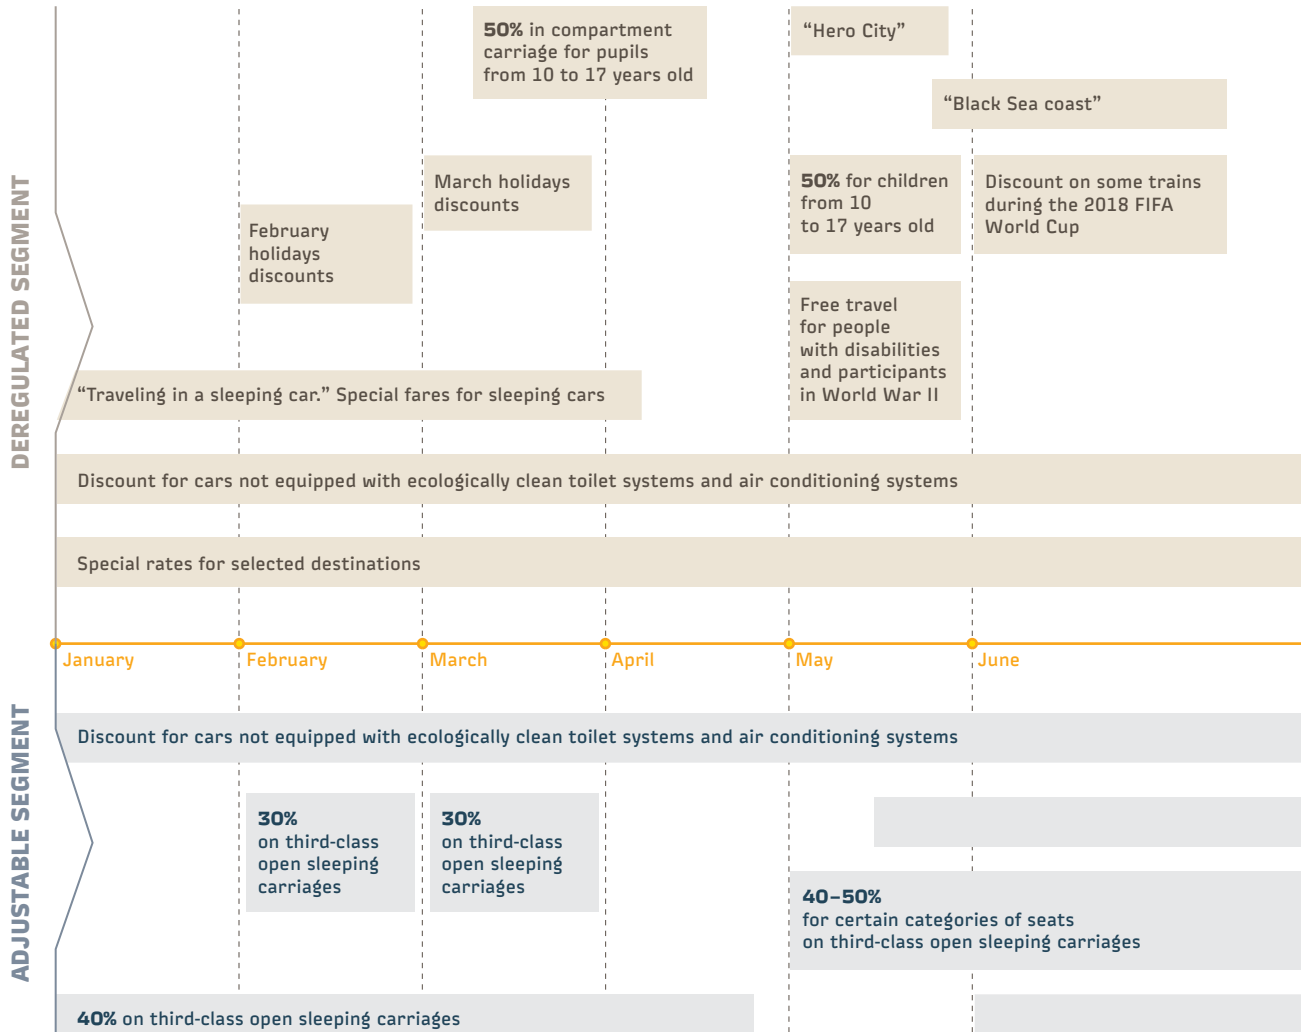 DEREGULATED SEGMENT
50% in compartment
carriage for pupils
from 10 to 17 years old
“Hero City”
“Black Sea coast”
March holidays
discounts
50% for children
from 10
to 17 years old
Discount on some trains
during the 2018 FIFA
World Cup
February
holidays
discounts
Free travel
for people
with disabilities
and participants
in World War II
“Traveling in a sleeping car.” Special fares for sleeping cars
Discount for cars not equipped with ecologically clean toilet systems and air conditioning systems
Special rates for selected destinations
January
February
March
April
May
June
ADJUSTABLE SEGMENT
Discount for cars not equipped with ecologically clean toilet systems and air conditioning systems
30%
on third-class
open sleeping
carriages
30%
on third-class
open sleeping
carriages
40–50%
for certain categories of seats
on third-class open sleeping carriages
40% on third-class open sleeping carriages